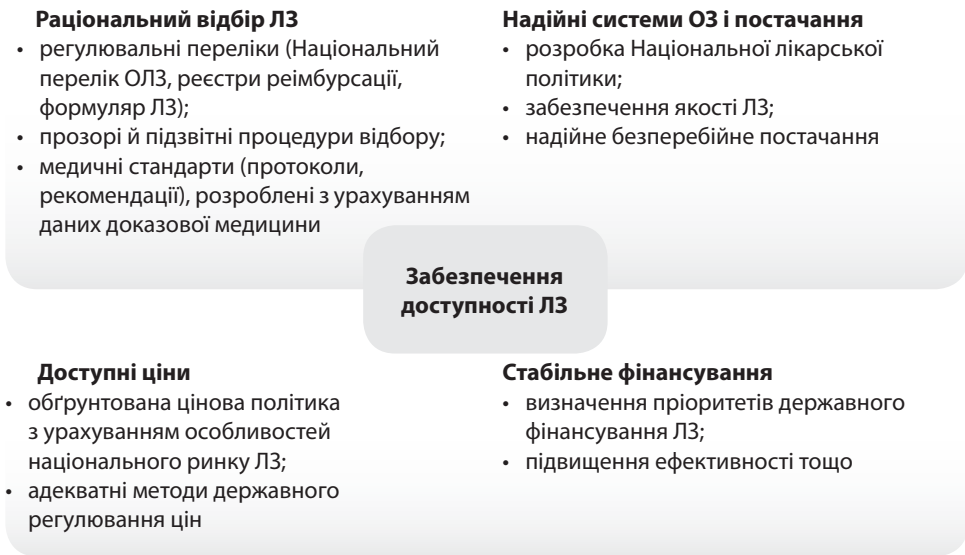 Раціональний відбір ЛЗ
• регулювальні переліки (Національний
перелік ОЛЗ, реєстри реімбурсації,
формуляр ЛЗ);
• прозорі й підзвітні процедури відбору;
• медичні стандарти (протоколи,
рекомендації), розроблені з урахуванням
даних доказової медицини
Надійні системи ОЗ і постачання
• розробка Національної лікарської
політики;
• забезпечення якості ЛЗ;
• надійне безперебійне постачання
Забезпечення
доступності ЛЗ
Доступні ціни
• обґрунтована цінова політика
з урахуванням особливостей
національного ринку ЛЗ;
• адекватні методи державного
регулювання цін
Стабільне фінансування
• визначення пріоритетів державного
фінансування ЛЗ;
• підвищення ефективності тощо